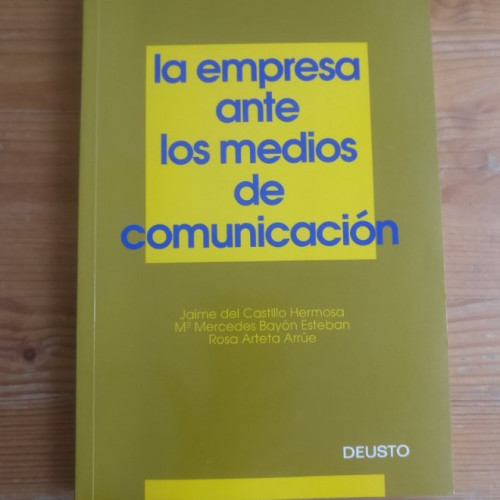 la empresa
ante
los medios
de
comunicación
Jaime del Castillo Hermosa
Mª Mercedes Bayón Esteban
Rosa Arteta Arrúe
DEUSTO